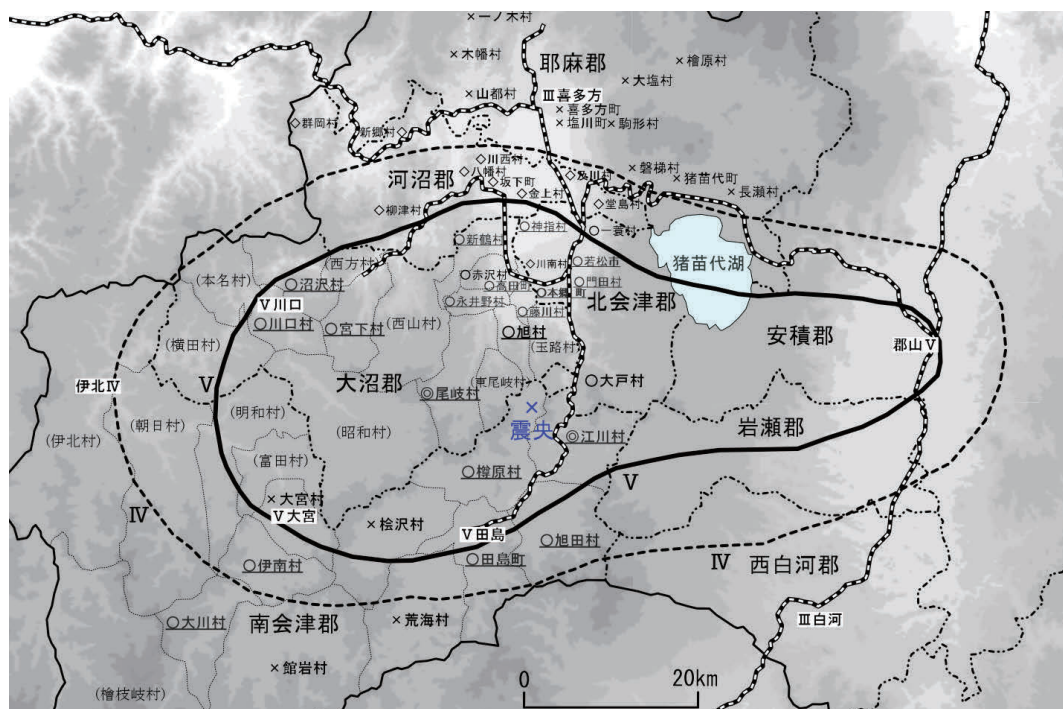 ×一ノ木村
×木幡村
耶麻郡
×檜原村
×大塩村
×山都村
Ⅲ喜多方
×喜多方町
×塩川町
×駒形村
◇群岡村
新郷村◇
◇川西村
◇八幡村
河沼郡
◇坂下町
◇金上村
×磐梯村
×猪苗代町
×長瀬村
◇堂島村
◇柳津村
○神指村
○一箕村
○新鶴村
(西方村)
(本名村)
○沼沢村
○赤沢村
◇川南村
○若松市
○高田町
○門田村
○本郷町
猪苗代湖
Ⅴ川口
○川口村
○宮下村
(西山村)
○永井野村
○藤川村
北会津郡
○旭村
(玉路村)
安積郡
郡山Ⅴ
(横田村)
伊北Ⅳ
Ⅴ
大沼郡
◎尾岐村
(東尾岐村)
○大戸村
×
震央
(伊北村)
(朝日村)
(明和村)
(昭和村)
岩瀬郡
◎江川村
(富田村)
○楢原村
Ⅴ
×大宮村
Ⅴ大宮
Ⅳ
×桧沢村
Ⅴ田島
○旭田村
○田島町
Ⅳ
西白河郡
○伊南村
○大川村
南会津郡
×荒海村
Ⅲ白河
×館岩村
(檜枝岐村)
0
20km